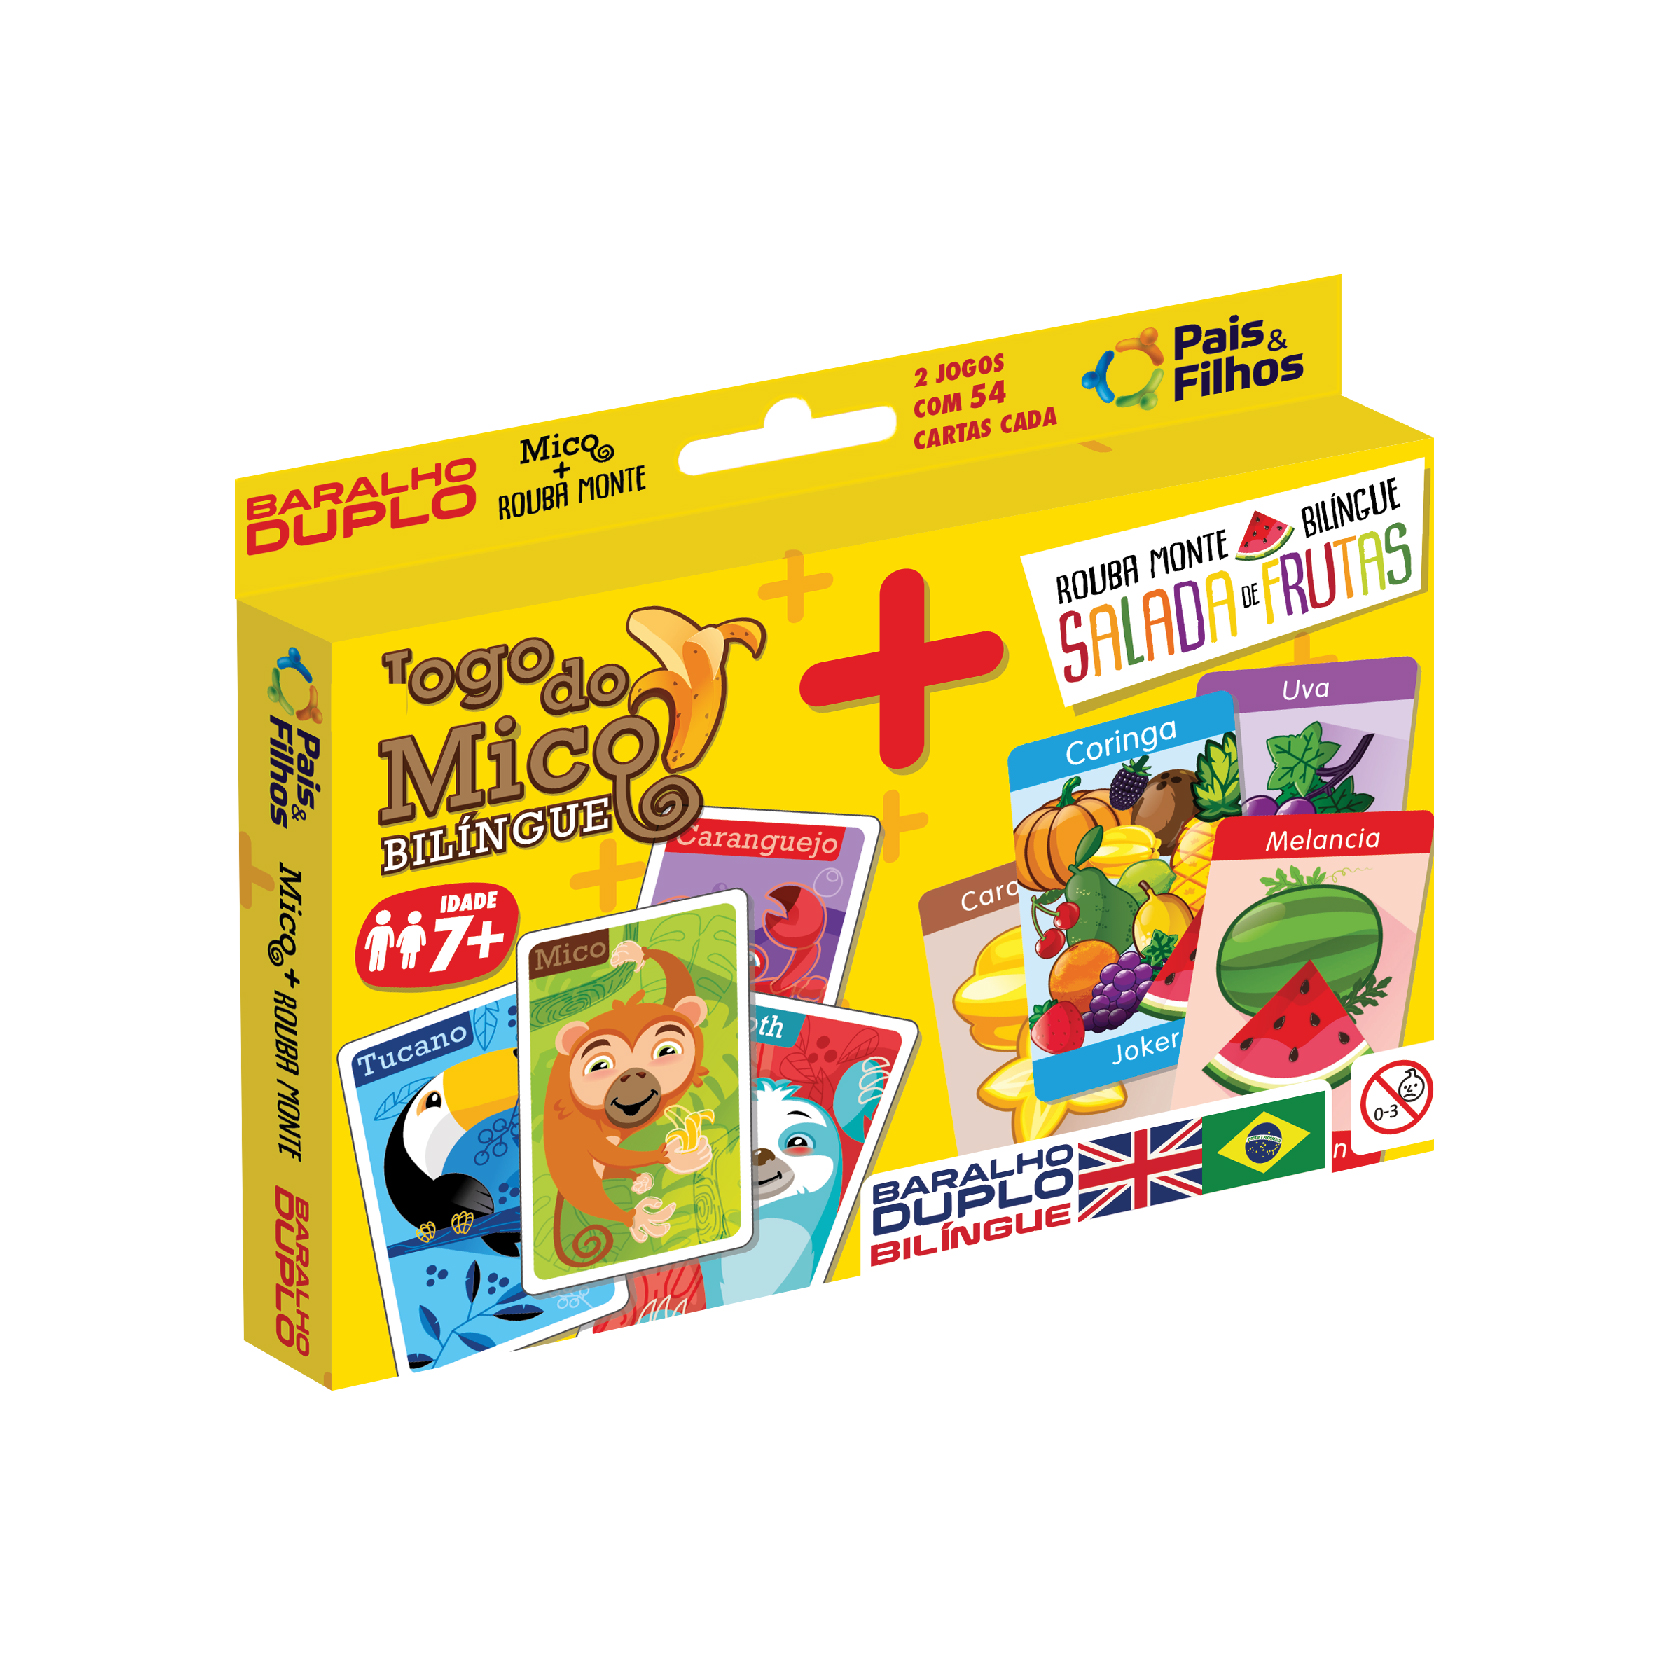 BARALHO
DUPLO
Mico
+
ROUBA MONTE
2 JOGOS
COM 54
CARTAS CADA
Pais &
Filhos
Jogo do
Mico
BILÍNGUE
IDADE
7+
ROUBA MONTE BILÍNGUE
SALADA DE FRUTAS
Uva
Coringa
Melancia
Joker
Caranguejo
Mico
Tucano
0-3
BARALHO
DUPLO
BILÍNGUE
Pais &
Filhos
Mico + ROUBA MONTE
BARALHO
DUPLO